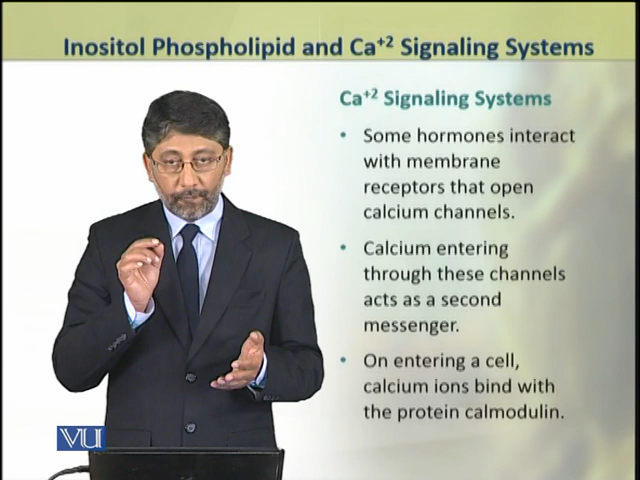 Inositol Phospholipid and Ca+2 Signaling Systems
Ca+2 Signaling Systems
• Some hormones interact
with membrane
receptors that open
calcium channels.
• Calcium entering
through these channels
acts as a second
messenger.
• On entering a cell,
calcium ions bind with
the protein calmodulin.
VU